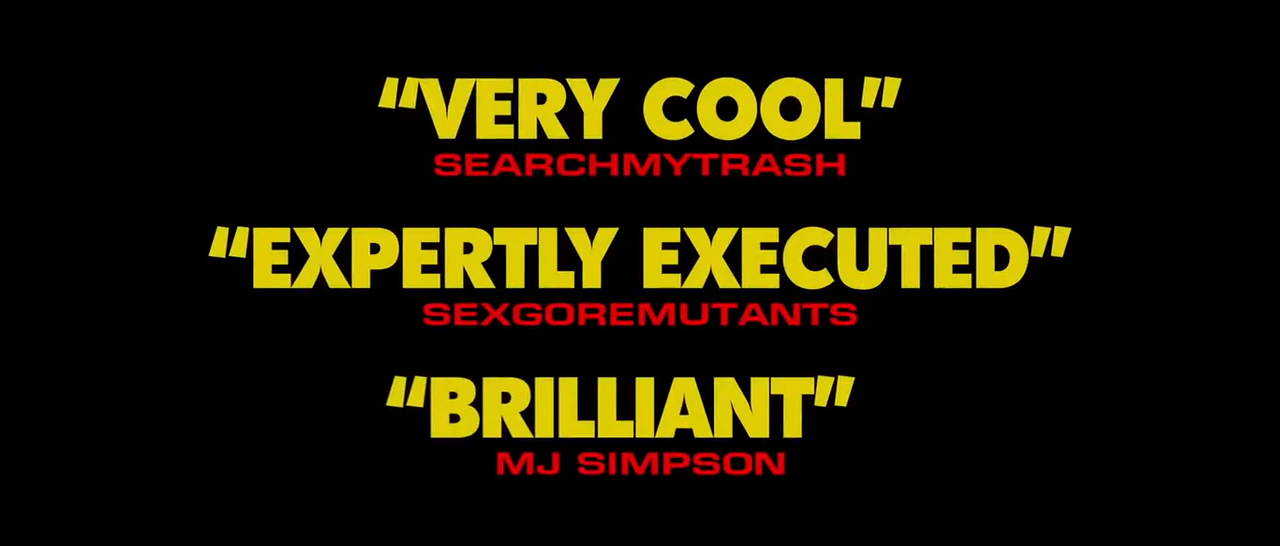 “VERY COOL”
SEARCHMYTRASH
“EXPERTLY EXECUTED”
SEXGOREMUTANTS
“BRILLIANT”
MJ SIMPSON